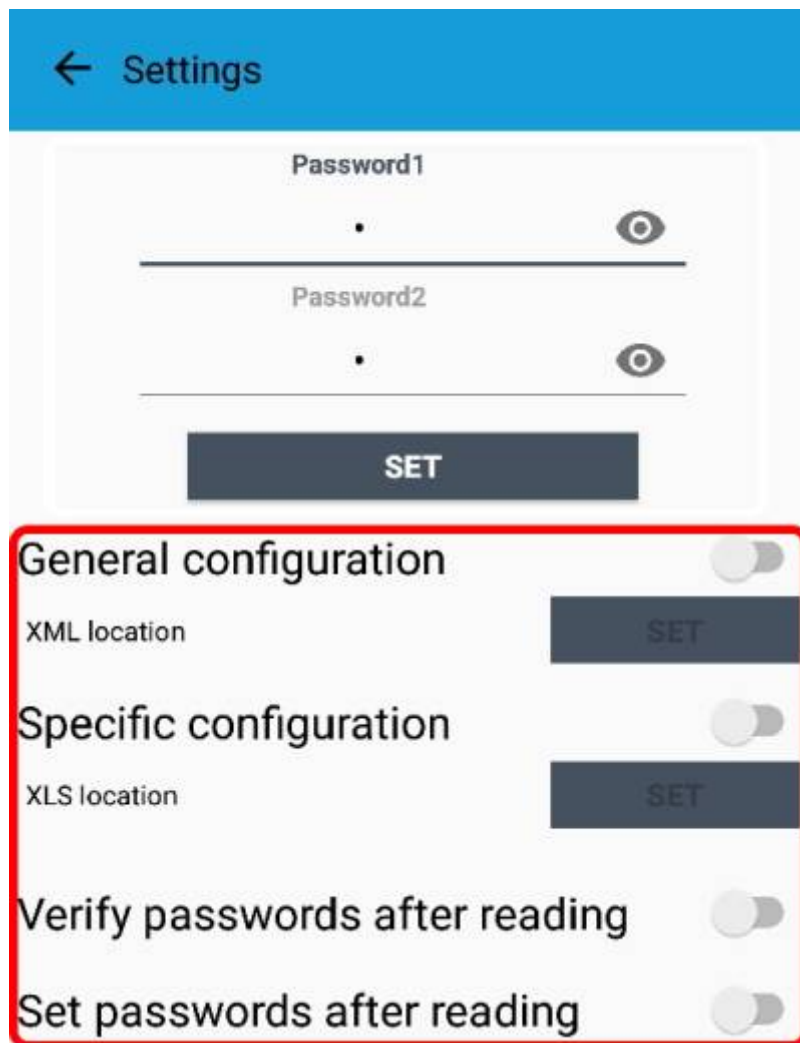 Settings
Password1
•
Password2
•
SET
General configuration
XML location
SET
Specific configuration
XLS location
SET
Verify passwords after reading
Set passwords after reading